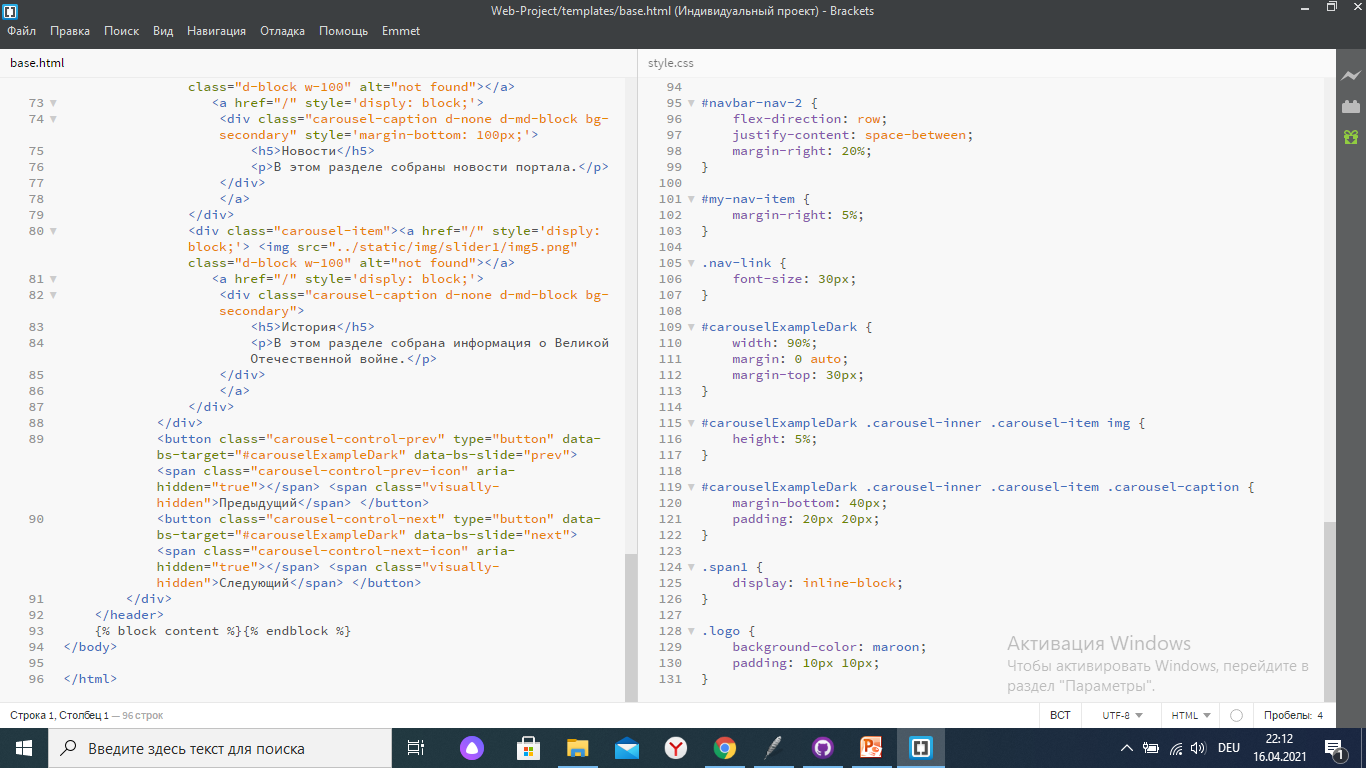 Web-Project/templates/base.html (Индивидуальный проект) - Brackets
Файл Правка Поиск Вид Навигация Отладка Помощь Emmet
base.html
class="d-block w-100" alt="not found"></a>
73 <a href="/" style='disply: block;'>
74 <div class="carousel-caption d-none d-md-block bg-
secondary" style='margin-bottom: 100px;'>
75 <h5>Новости</h5>
76 <p>В этом разделе собраны новости портала.</p>
77 </div>
78 </a>
79 </div>
80 <div class="carousel-item"><a href="/" style='disply:
block;'> <img src="../static/img/slider1/img5.png"
class="d-block w-100" alt="not found"></a>
81 <a href="/" style='disply: block;'>
82 <div class="carousel-caption d-none d-md-block bg-
secondary">
83 <h5>История</h5>
84 <p>В этом разделе собрана информация о Великой
Отечественной войне.</p>
85 </div>
86 </a>
87 </div>
88 </div>
89 <button class="carousel-control-prev" type="button" data-
bs-target="#carouselExampleDark" data-bs-slide="prev">
<span class="carousel-control-prev-icon" aria-
hidden="true"></span> <span class="visually-
hidden">Предыдущий</span> </button>
90 <button class="carousel-control-next" type="button" data-
bs-target="#carouselExampleDark" data-bs-slide="next">
<span class="carousel-control-next-icon" aria-
hidden="true"></span> <span class="visually-
hidden">Следующий</span> </button>
91 </div>
92 </header>
93 {% block content %}{% endblock %}
94 </body>
95
96 </html>
style.css
94
95 #navbar-nav-2 {
96 flex-direction: row;
97 justify-content: space-between;
98 margin-right: 20%;
99 }
100
101 #my-nav-item {
102 margin-right: 5%;
103 }
104
105 .nav-link {
106 font-size: 30px;
107 }
108
109 #carouselExampleDark {
110 width: 90%;
111 margin: 0 auto;
112 margin-top: 30px;
113 }
114
115 #carouselExampleDark .carousel-inner .carousel-item img {
116 height: 5%;
117 }
118
119 #carouselExampleDark .carousel-inner .carousel-item .carousel-caption {
120 margin-bottom: 40px;
121 padding: 20px 20px;
122 }
123
124 .span1 {
125 display: inline-block;
126 }
127
128 .logo {
129 background-color: maroon;
130 padding: 10px 10px;
131 }
Активация Windows
Чтобы активировать Windows, перейдите в
раздел "Параметры".
Строка 1, Столбец 1 — 96 строк
ВСТ UTF-8 HTML Пробелы: 4
Введите здесь текст для поиска
DEU
22:12
16.04.2021
1